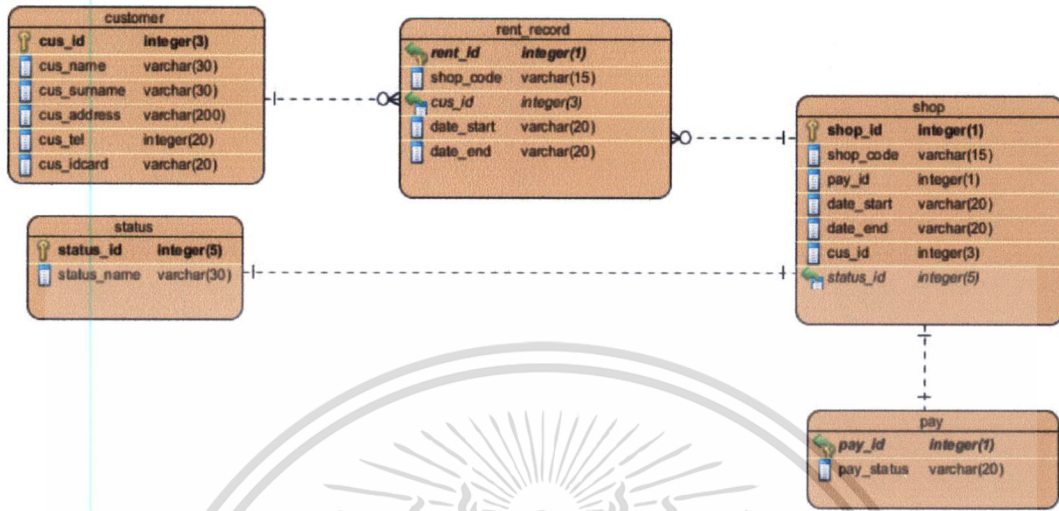 customer
cus_id integer(3)
cus_name varchar(30)
cus_surname varchar(30)
cus_address varchar(200)
cus_tel integer(20)
cus_idcard varchar(20)
rent_record
rent_id integer(1)
shop_code varchar(15)
cus_id integer(3)
date_start varchar(20)
date_end varchar(20)
shop
shop_id integer(1)
shop_code varchar(15)
pay_id integer(1)
date_start varchar(20)
date_end varchar(20)
cus_id integer(3)
status_id integer(5)
status
status_id integer(5)
status_name varchar(30)
pay
pay_id integer(1)
pay_status varchar(20)